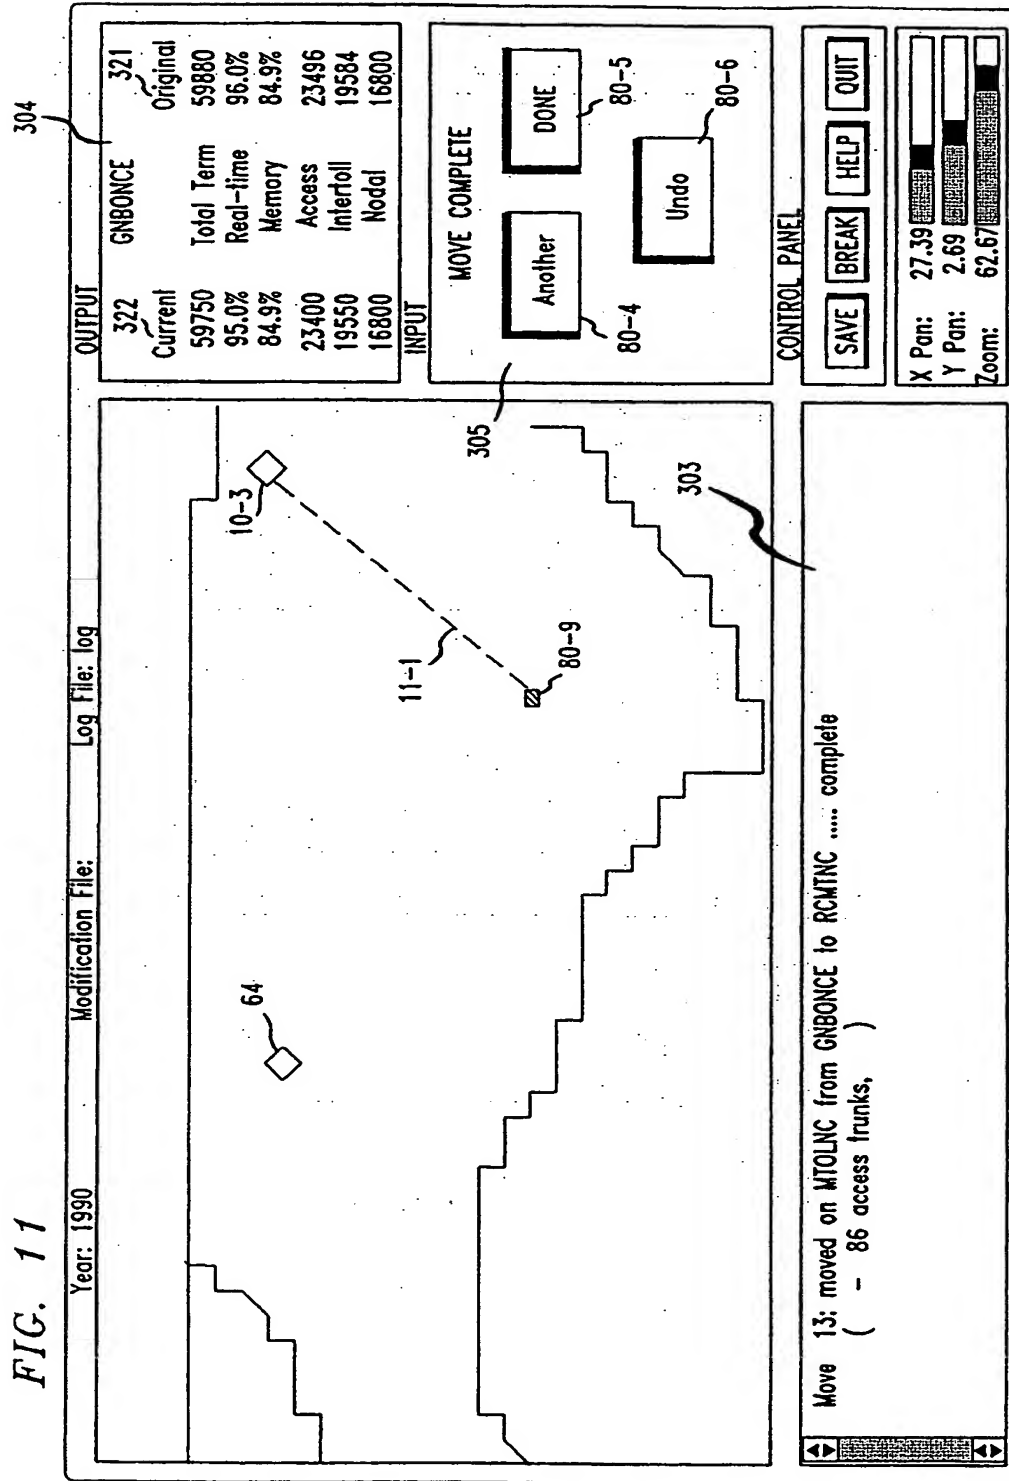 FIG. 11
Year: 1990 Modification File: Log File: log
64
10-3
11-1
80-9
OUTPUT
304
322 GNBONCE 321
Current Original
59750 Total Term 59880
95.0% Real-time 96.0%
84.9% Memory 84.9%
23400 Access 23496
19550 Intertoll 19584
16800 Nodal 16800
INPUT
305
MOVE COMPLETE
Another DONE
80-4 80-5
Undo
80-6
303
Move 13: moved on MTOLNC from GNBONCE to RCMTNC ..... complete
( - 86 access trunks, )
CONTROL PANEL
SAVE BREAK HELP QUIT
X Pan: 27.39
Y Pan: 2.69
Zoom: 62.67